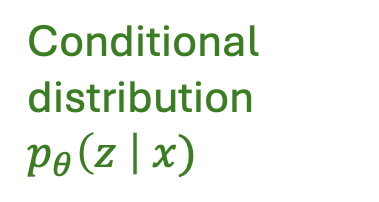 Conditional
distribution
𝑝𝜃(𝑧 | 𝑥)